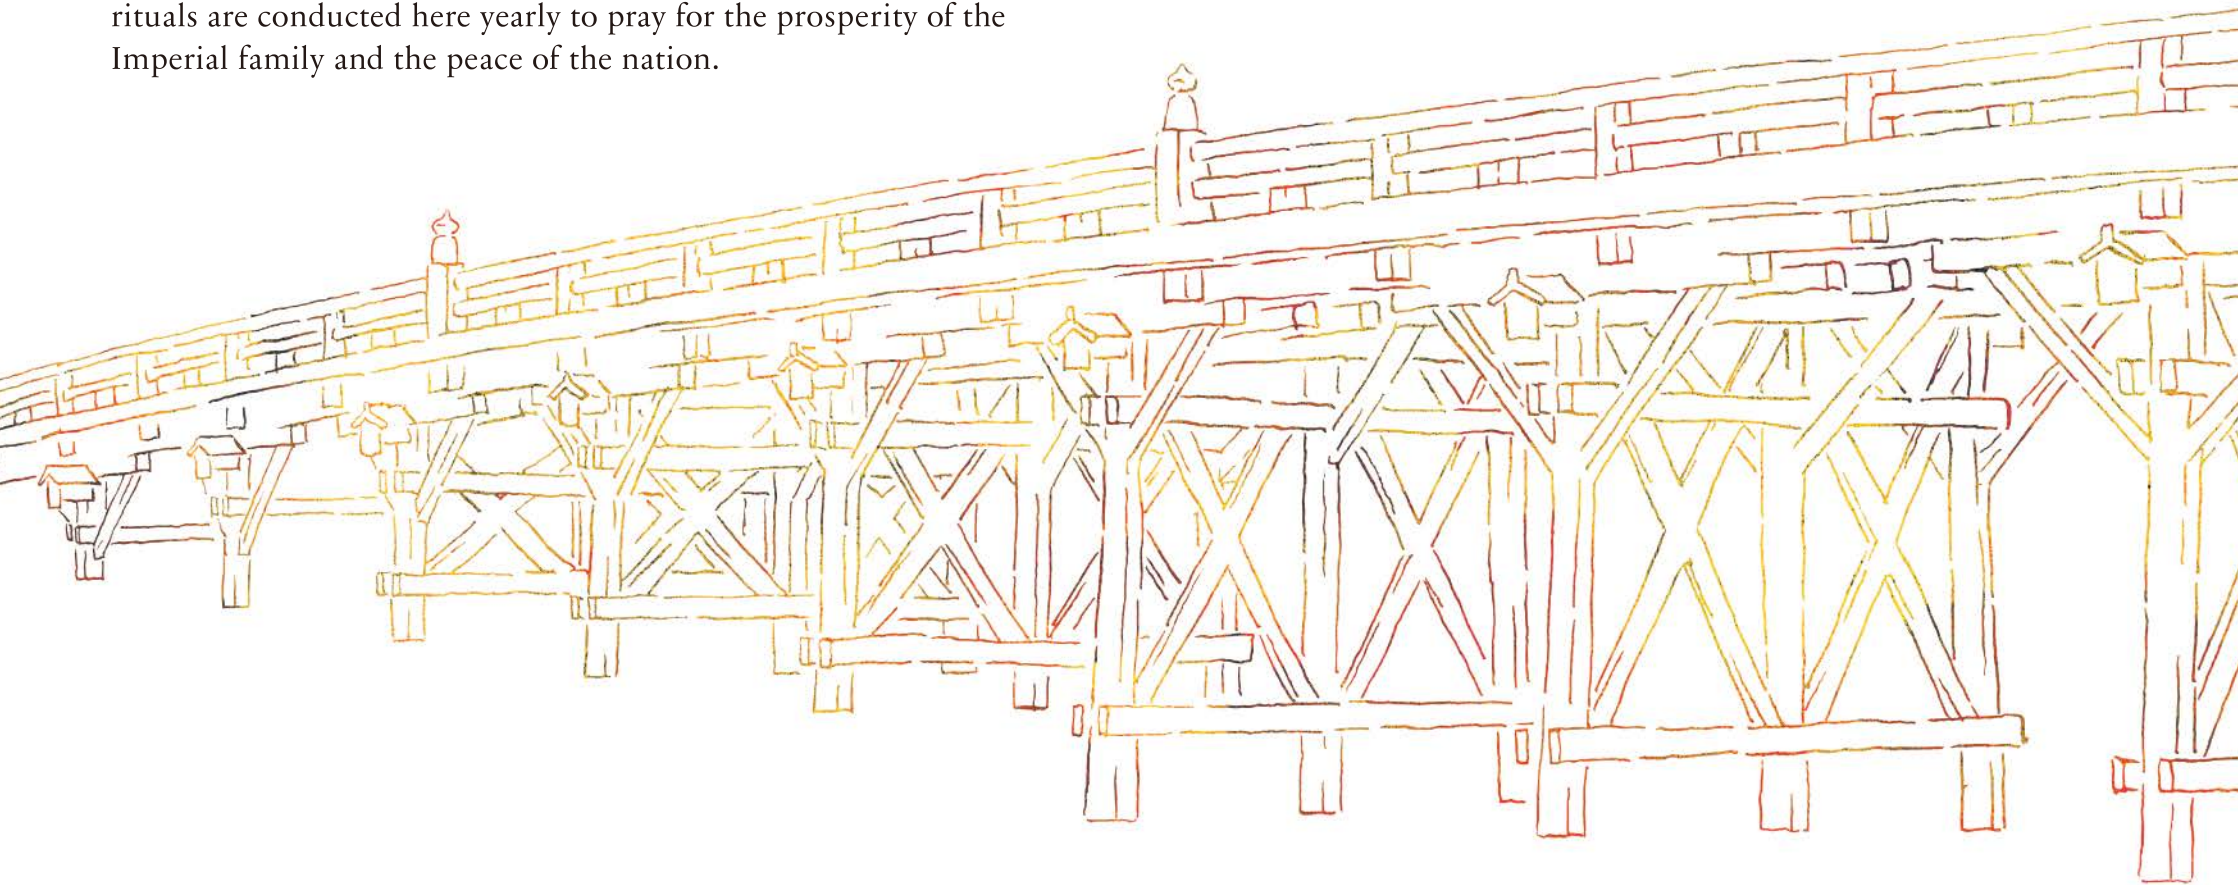 rituals are conducted here yearly to pray for the prosperity of the
Imperial family and the peace of the nation.